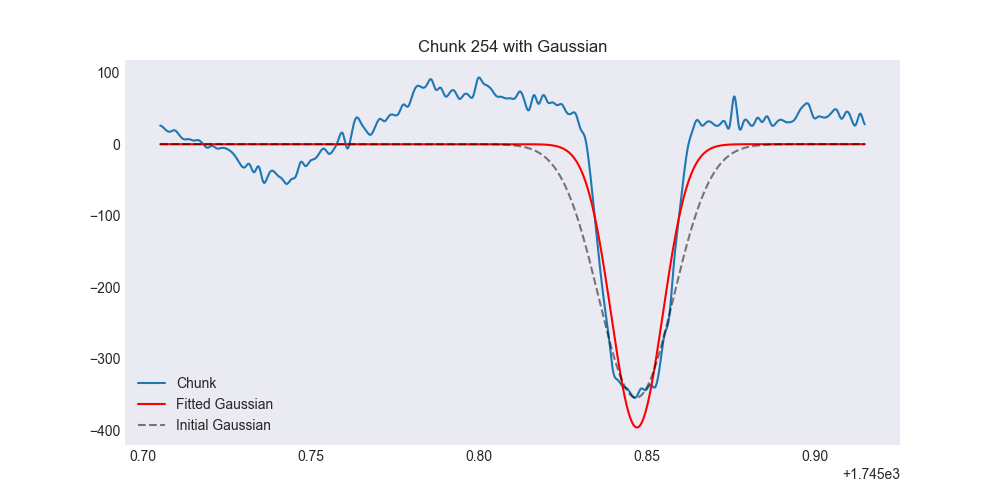 Chunk 254 with Gaussian
100
0
−100
−200
−300
−400
Chunk
Fitted Gaussian
Initial Gaussian
0.70 0.75 0.80 0.85 0.90
+1.745e3